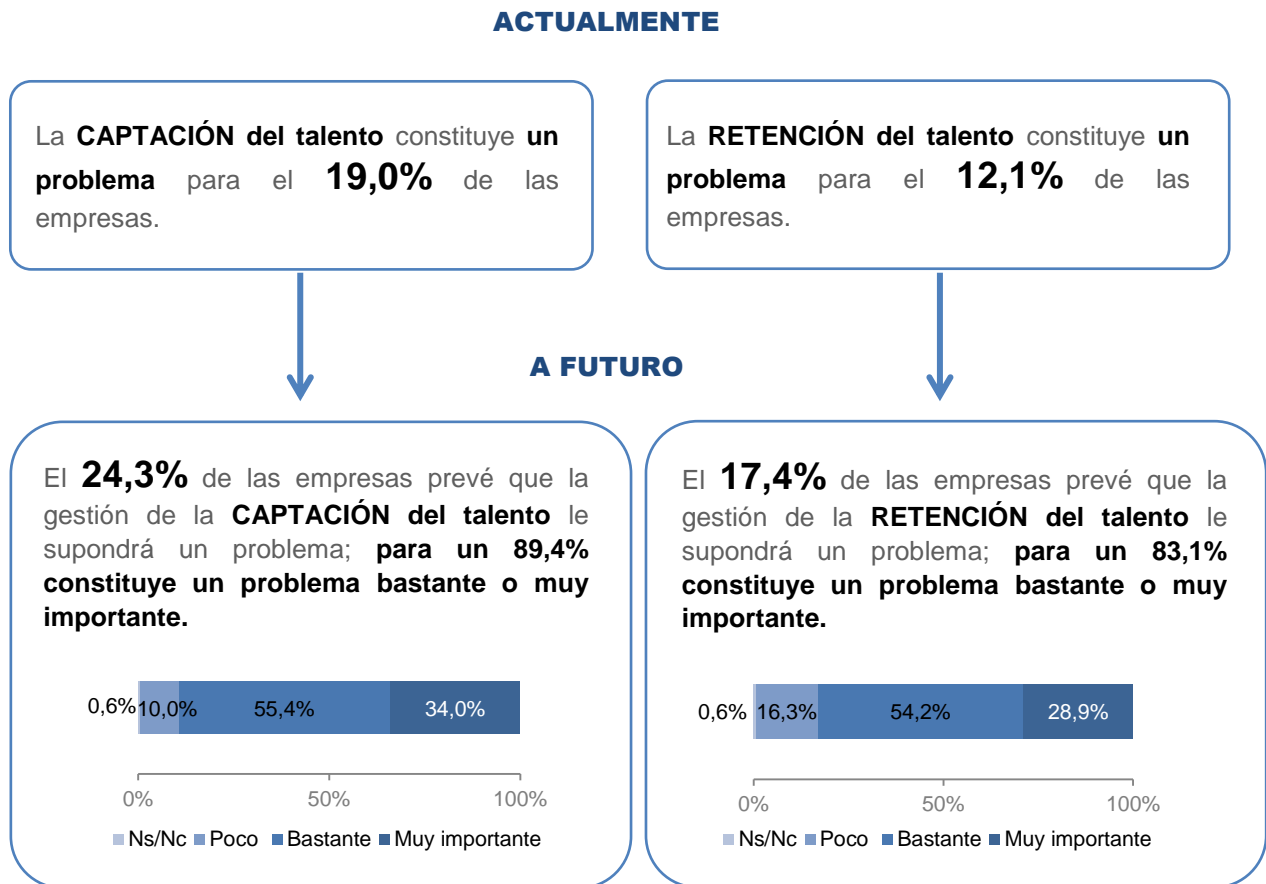 ACTUALMENTE
La CAPTACIÓN del talento constituye un
problema para el 19,0% de las
empresas.
La RETENCIÓN del talento constituye un
problema para el 12,1% de las
empresas.
A FUTURO
El 24,3% de las empresas prevé que la
gestión de la CAPTACIÓN del talento le
supondrá un problema; para un 89,4%
constituye un problema bastante o muy
importante.
0,6% 10,0% 55,4% 34,0%
0% 50% 100%
Ns/Nc Poco Bastante Muy importante
El 17,4% de las empresas prevé que la
gestión de la RETENCIÓN del talento le
supondrá un problema; para un 83,1%
constituye un problema bastante o muy
importante.
0,6% 16,3% 54,2% 28,9%
0% 50% 100%
Ns/Nc Poco Bastante Muy importante